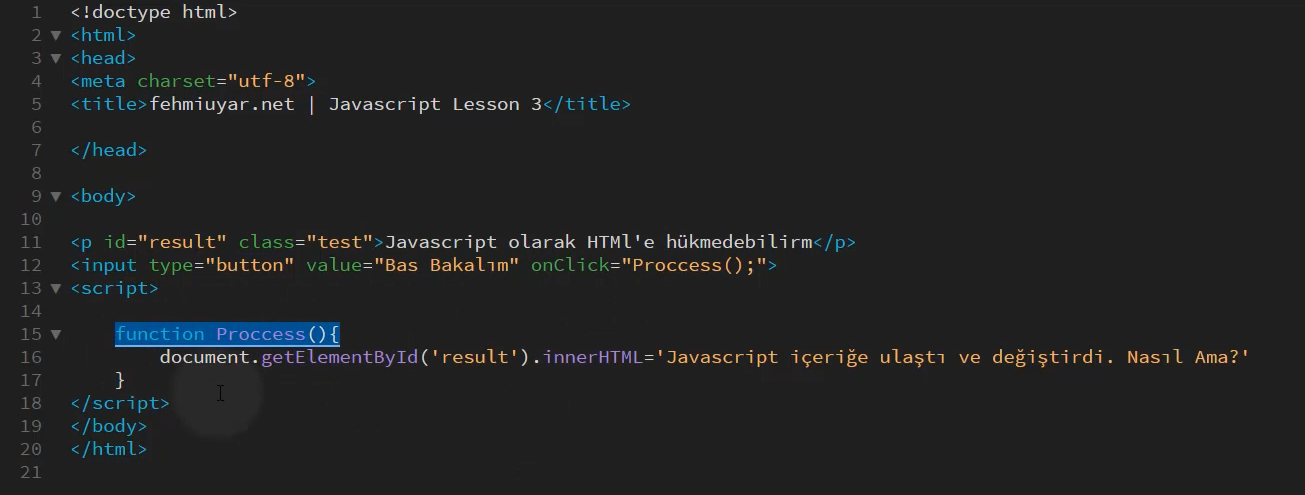 1 <!doctype html>
2 <html>
3 <head>
4 <meta charset="utf-8">
5 <title>fehmiuyar.net | Javascript Lesson 3</title>
6
7 </head>
8
9 <body>
10
11 <p id="result" class="test">Javascript olarak HTMl'e hükmedebilirm</p>
12 <input type="button" value="Bas Bakalım" onClick="Proccess();">
13 <script>
14
15 function Proccess(){
16 document.getElementById('result').innerHTML='Javascript içeriğe ulaştı ve değiştirdi. Nasıl Ama?'
17 }
18 </script>
19 </body>
20 </html>
21